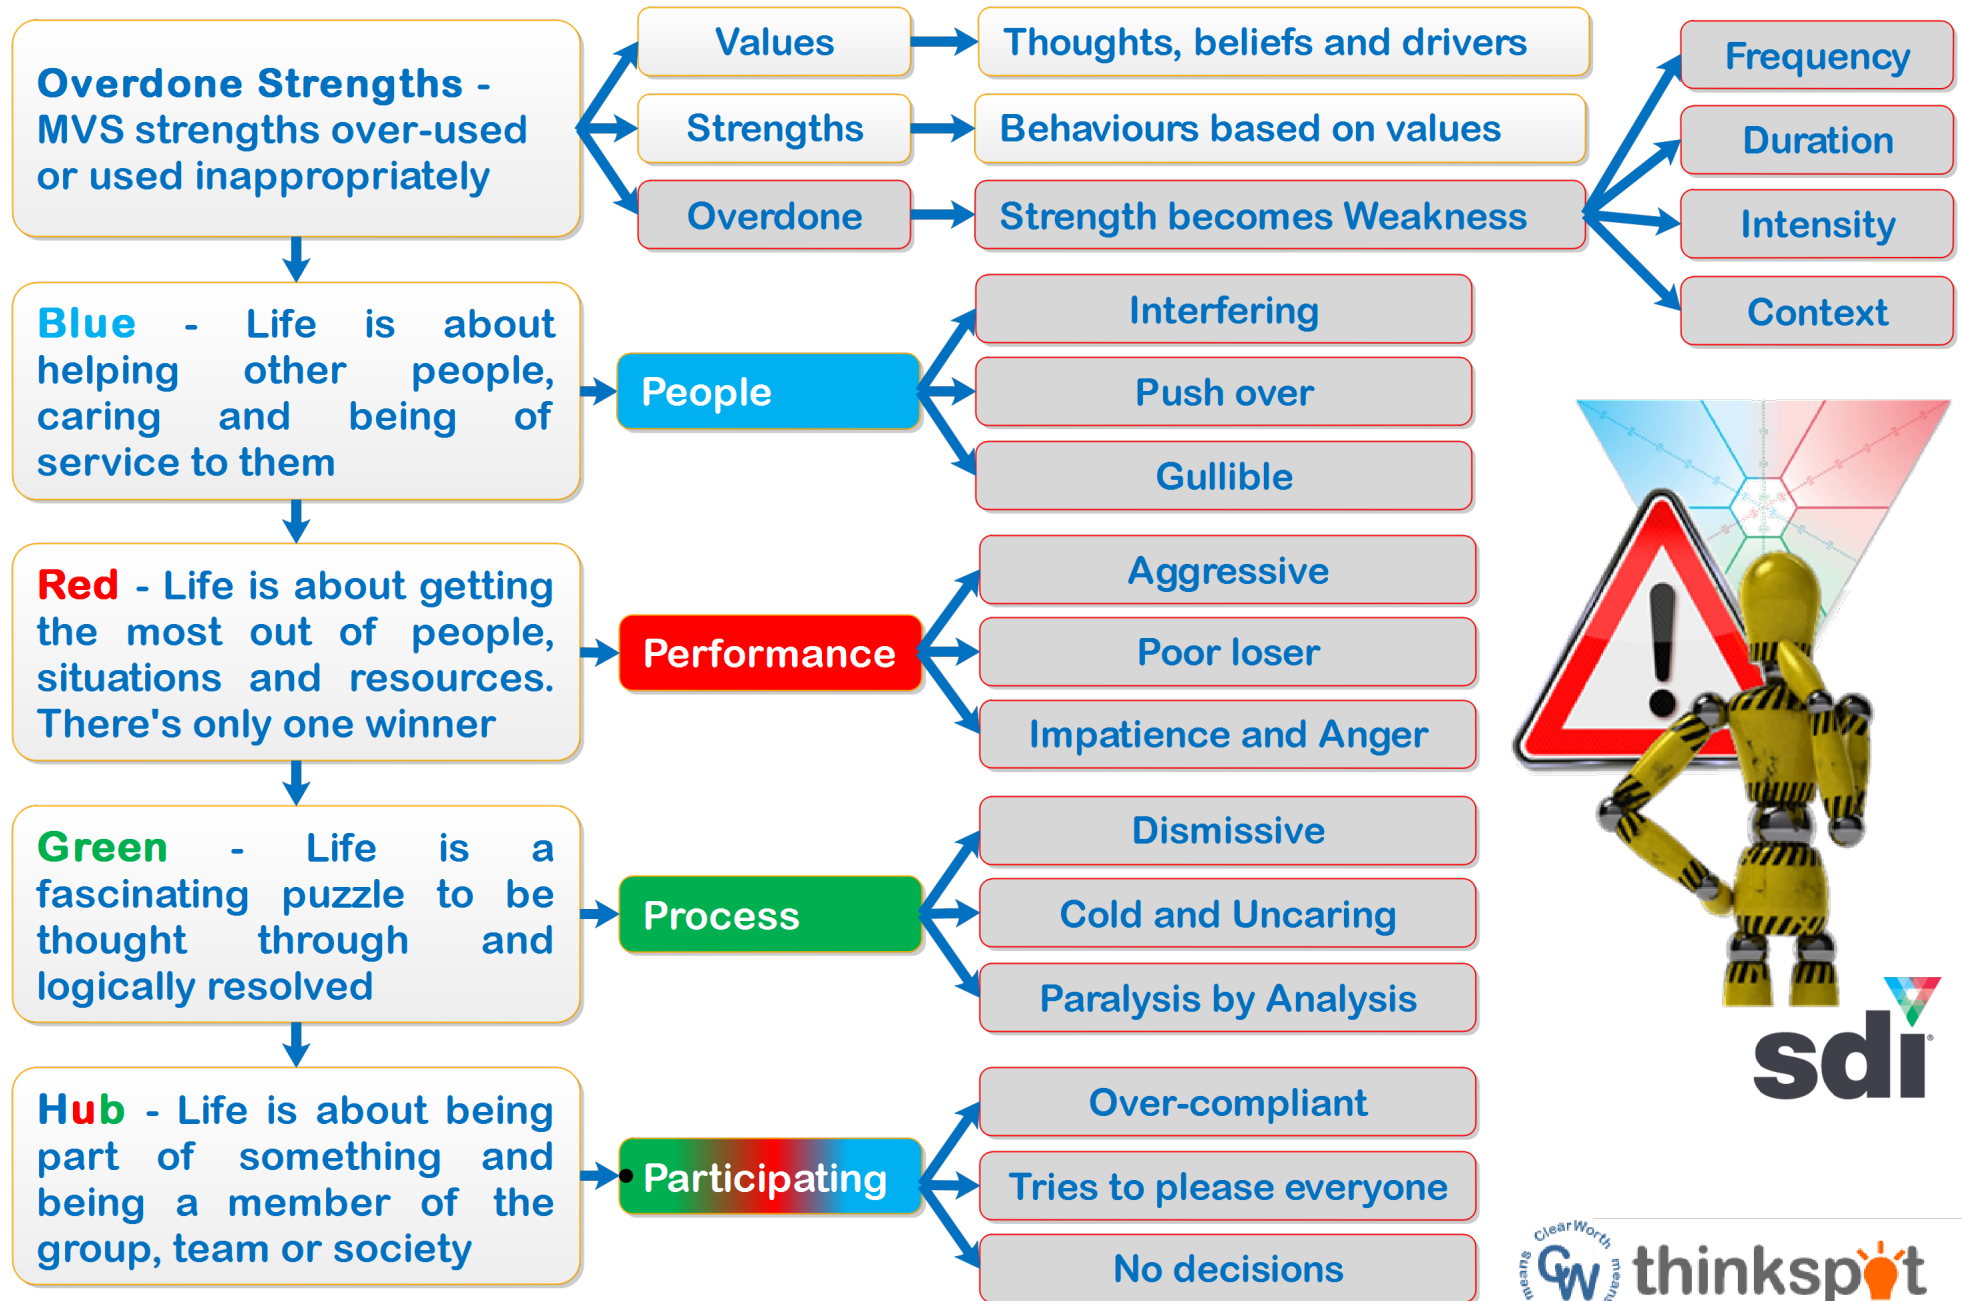 Overdone Strengths -
MVS strengths over-used
or used inappropriately
Values
Thoughts, beliefs and drivers
Strengths
Behaviours based on values
Overdone
Strength becomes Weakness
Frequency
Duration
Intensity
Context
Blue - Life is about
helping other people,
caring and being of
service to them
People
Interfering
Push over
Gullible
Red - Life is about getting
the most out of people,
situations and resources.
There's only one winner
Performance
Aggressive
Poor loser
Impatience and Anger
Green - Life is a
fascinating puzzle to be
thought through and
logically resolved
Process
Dismissive
Cold and Uncaring
Paralysis by Analysis
Hub - Life is about being
part of something and
being a member of the
group, team or society
Participating
Over-compliant
Tries to please everyone
No decisions
sdi
ClearWorth
means
CW
thinkspot